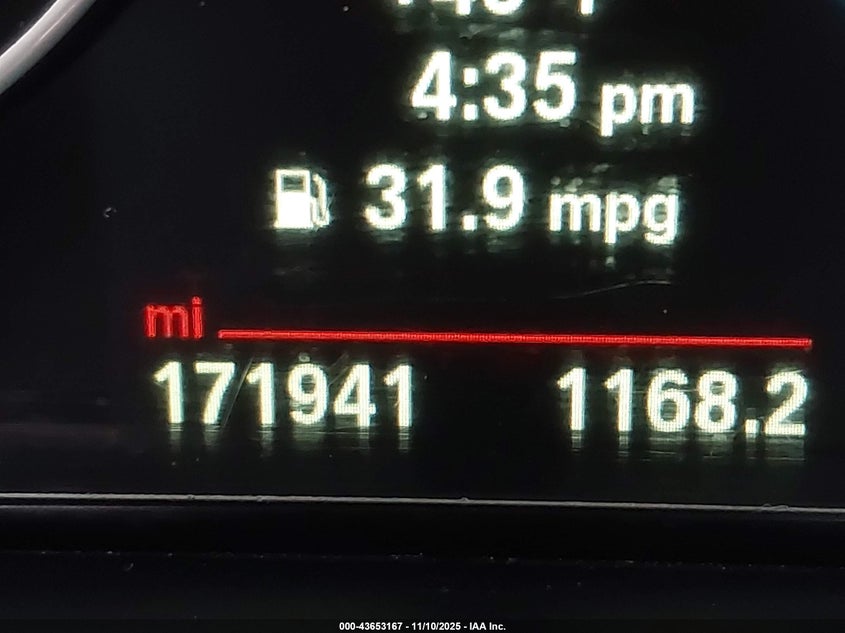 4:35 pm
31.9 mpg
mi
171941 1168.2
000-43653167 - 11/10/2025 - IAA Inc.